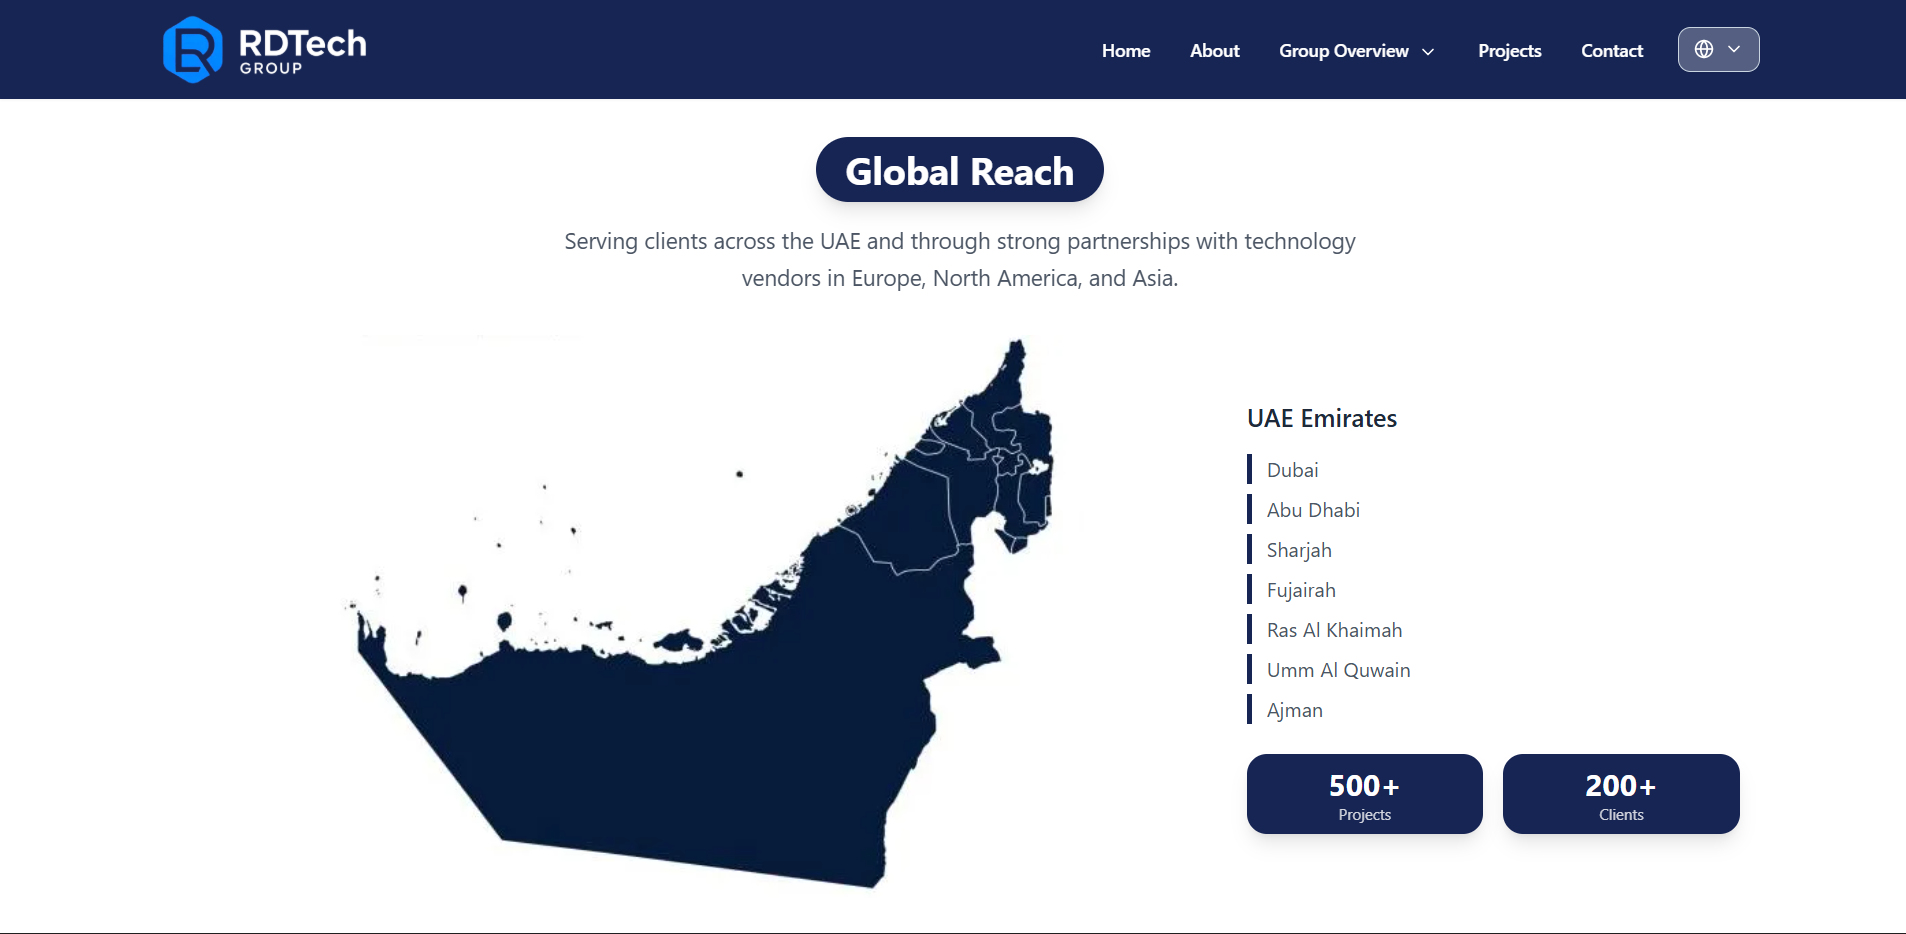 RDTech
GROUP
Home
About
Group Overview
Projects
Contact
Global Reach
Serving clients across the UAE and through strong partnerships with technology
vendors in Europe, North America, and Asia.
UAE Emirates
Dubai
Abu Dhabi
Sharjah
Fujairah
Ras Al Khaimah
Umm Al Quwain
Ajman
500+
Projects
200+
Clients